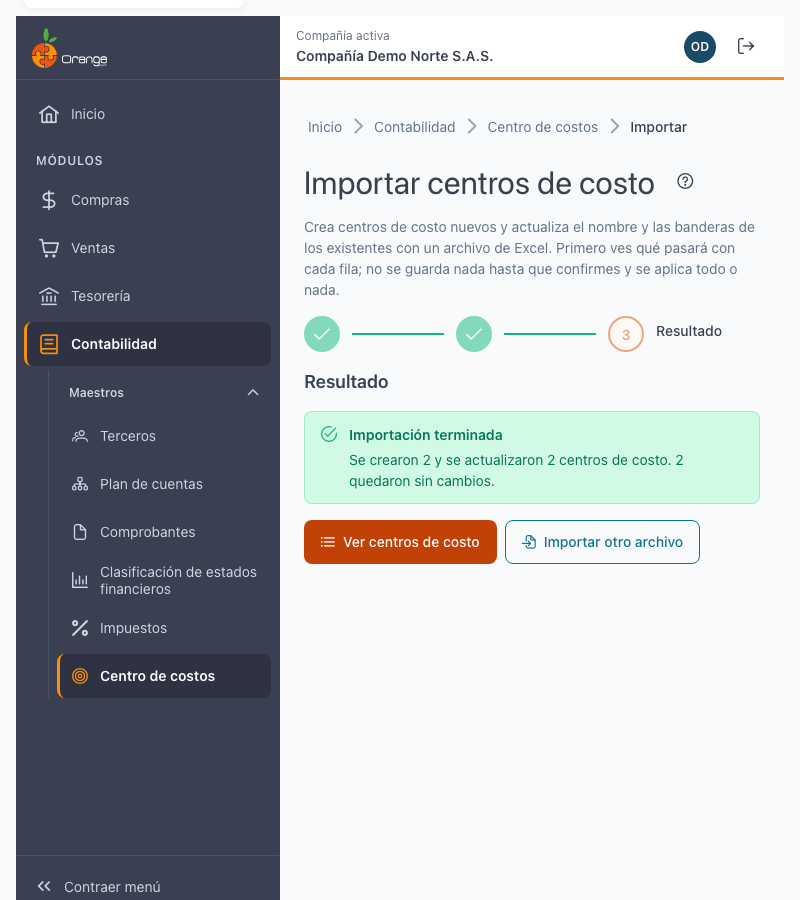 Orange
Compañía activa
Compañía Demo Norte S.A.S.
OD
Inicio
MÓDULOS
Compras
Ventas
Tesorería
Contabilidad
Maestros
Terceros
Plan de cuentas
Comprobantes
Clasificación de estados
financieros
Impuestos
Centro de costos
Contraer menú
Inicio
Contabilidad
Centro de costos
Importar
Importar centros de costo
Crea centros de costo nuevos y actualiza el nombre y las banderas de
los existentes con un archivo de Excel. Primero ves qué pasará con
cada fila; no se guarda nada hasta que confirmes y se aplica todo o
nada.
3
Resultado
Resultado
Importación terminada
Se crearon 2 y se actualizaron 2 centros de costo. 2
quedaron sin cambios.
Ver centros de costo
Importar otro archivo